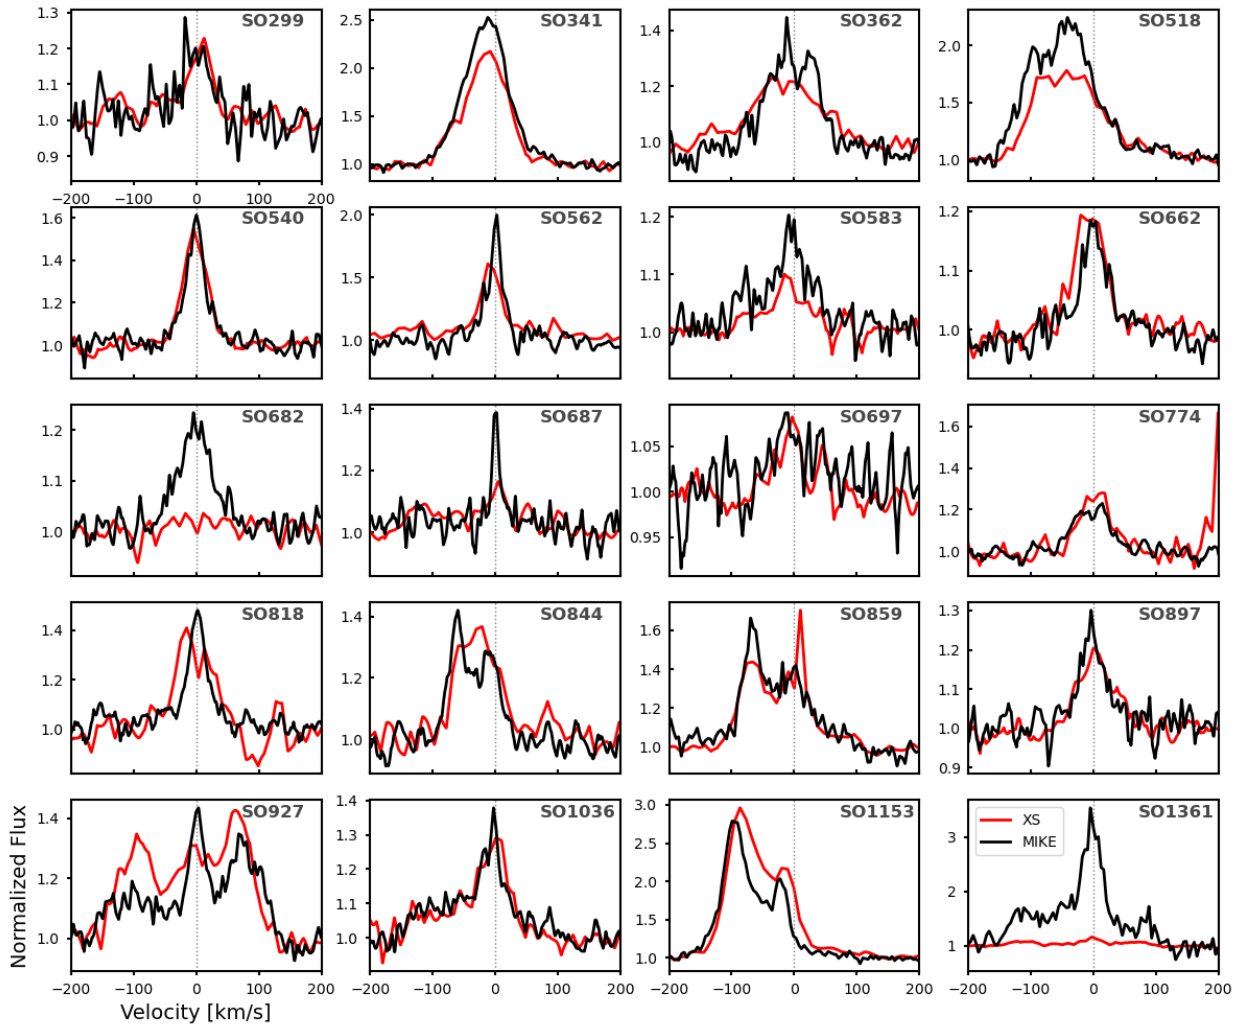 SO299 SO341 SO362 SO518
1.3 2.5 1.4 2.0
1.2 2.0 1.2 1.5
1.1 1.5 1.0 1.0
1.0 1.0
0.9
−200 −100 0 100 200
SO540 SO562 SO583 SO662
1.6 2.0 1.2 1.2
1.4 1.5 1.1 1.1
1.2 1.0 1.0 1.0
1.0
SO682 SO687 SO697 SO774
1.2 1.4 1.05 1.6
1.1 1.2 1.00 1.4
1.0 1.0 0.95 1.2
1.0
SO818 SO844 SO859 SO897
1.4 1.4 1.6 1.3
1.2 1.2 1.4 1.2
1.0 1.0 1.2 1.1
1.0 1.0
0.9
SO927 SO1036 SO1153 SO1361
1.4 1.4 3.0 3
1.2 1.3 2.5 2
1.0 1.2 2.0 1
1.1 1.5
1.0 1.0
XS
MIKE
−200 −100 0 100 200 −200 −100 0 100 200 −200 −100 0 100 200 −200 −100 0 100 200
Normalized Flux
Velocity [km/s]